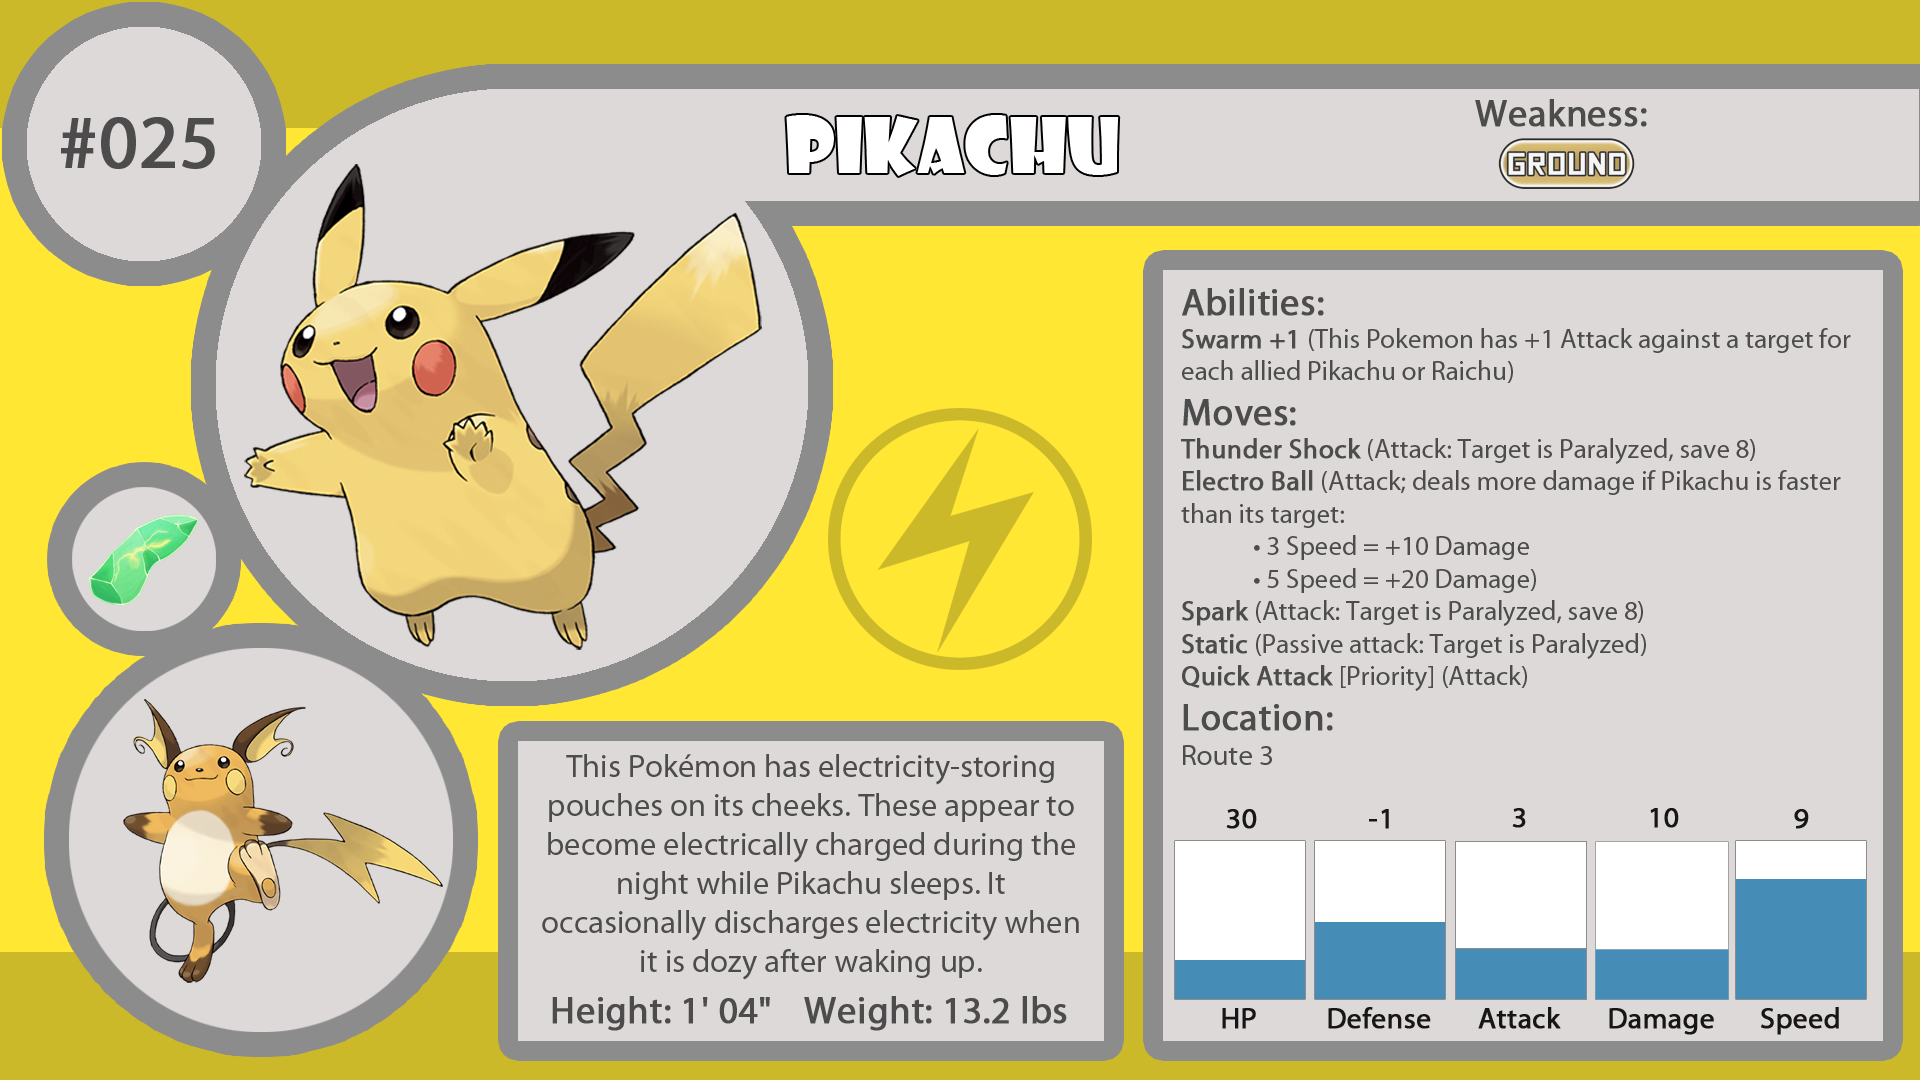 #025
PIKACHU
Weakness:
GROUND
Abilities:
Swarm +1 (This Pokemon has +1 Attack against a target for
each allied Pikachu or Raichu)
Moves:
Thunder Shock (Attack: Target is Paralyzed, save 8)
Electro Ball (Attack; deals more damage if Pikachu is faster
than its target:
• 3 Speed = +10 Damage
• 5 Speed = +20 Damage)
Spark (Attack: Target is Paralyzed, save 8)
Static (Passive attack: Target is Paralyzed)
Quick Attack [Priority] (Attack)
Location:
Route 3
30 -1 3 10 9
HP Defense Attack Damage Speed
This Pokémon has electricity-storing
pouches on its cheeks. These appear to
become electrically charged during the
night while Pikachu sleeps. It
occasionally discharges electricity when
it is dozy after waking up.
Height: 1' 04" Weight: 13.2 lbs